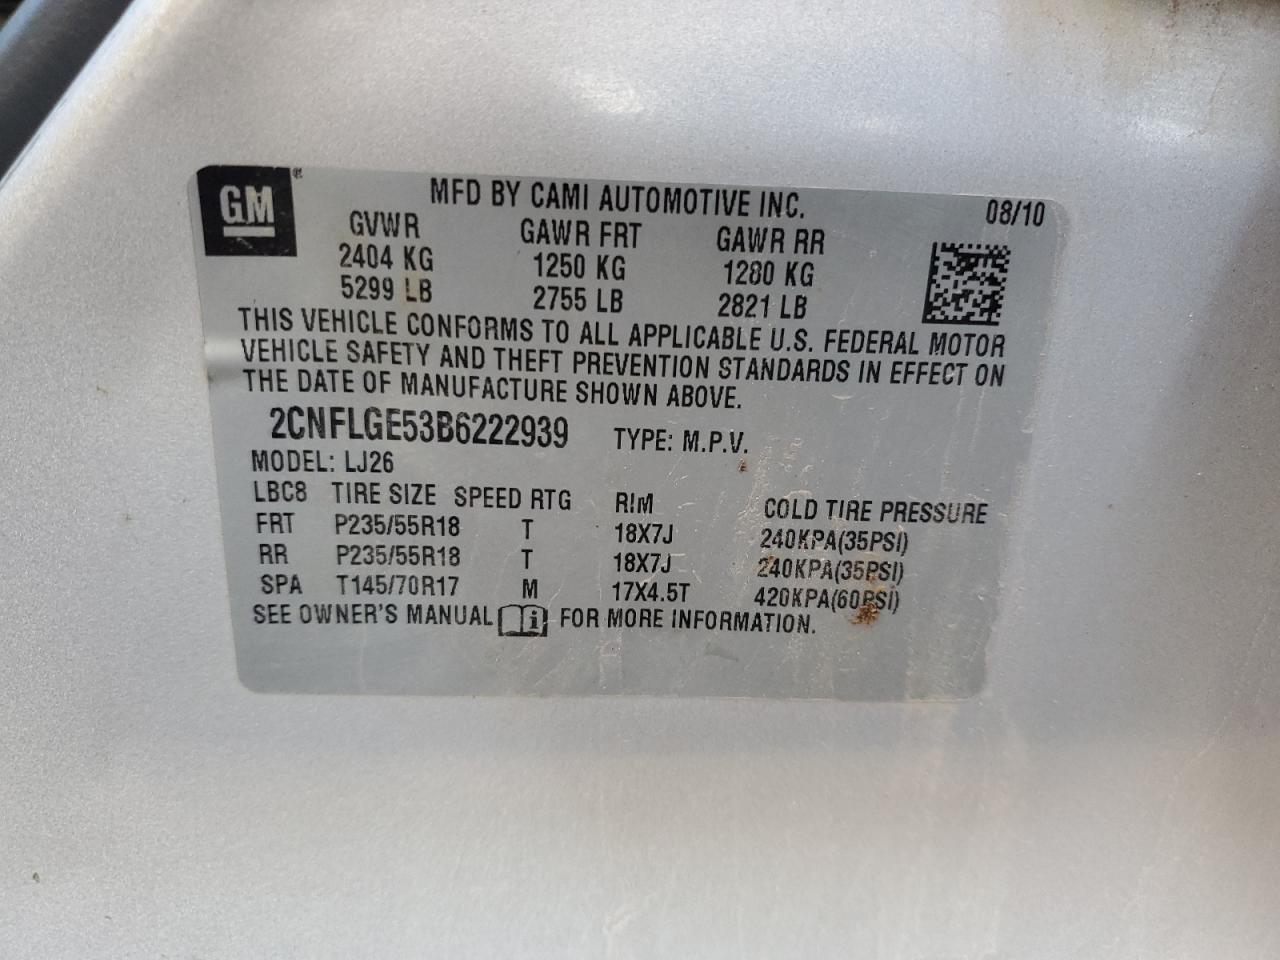 GM ®
MFD BY CAMI AUTOMOTIVE INC. 08/10
GVWR GAWR FRT GAWR RR
2404 KG 1250 KG 1280 KG
5299 LB 2755 LB 2821 LB
THIS VEHICLE CONFORMS TO ALL APPLICABLE U.S. FEDERAL MOTOR
VEHICLE SAFETY AND THEFT PREVENTION STANDARDS IN EFFECT ON
THE DATE OF MANUFACTURE SHOWN ABOVE.
2CNFLGE53B6222939 TYPE: M.P.V.
MODEL: LJ26
LBC8 TIRE SIZE SPEED RTG RIM COLD TIRE PRESSURE
FRT P235/55R18 T 18X7J 240KPA(35PSI)
RR P235/55R18 T 18X7J 240KPA(35PSI)
SPA T145/70R17 M 17X4.5T 420KPA(60PSI)
SEE OWNER'S MANUAL i FOR MORE INFORMATION.